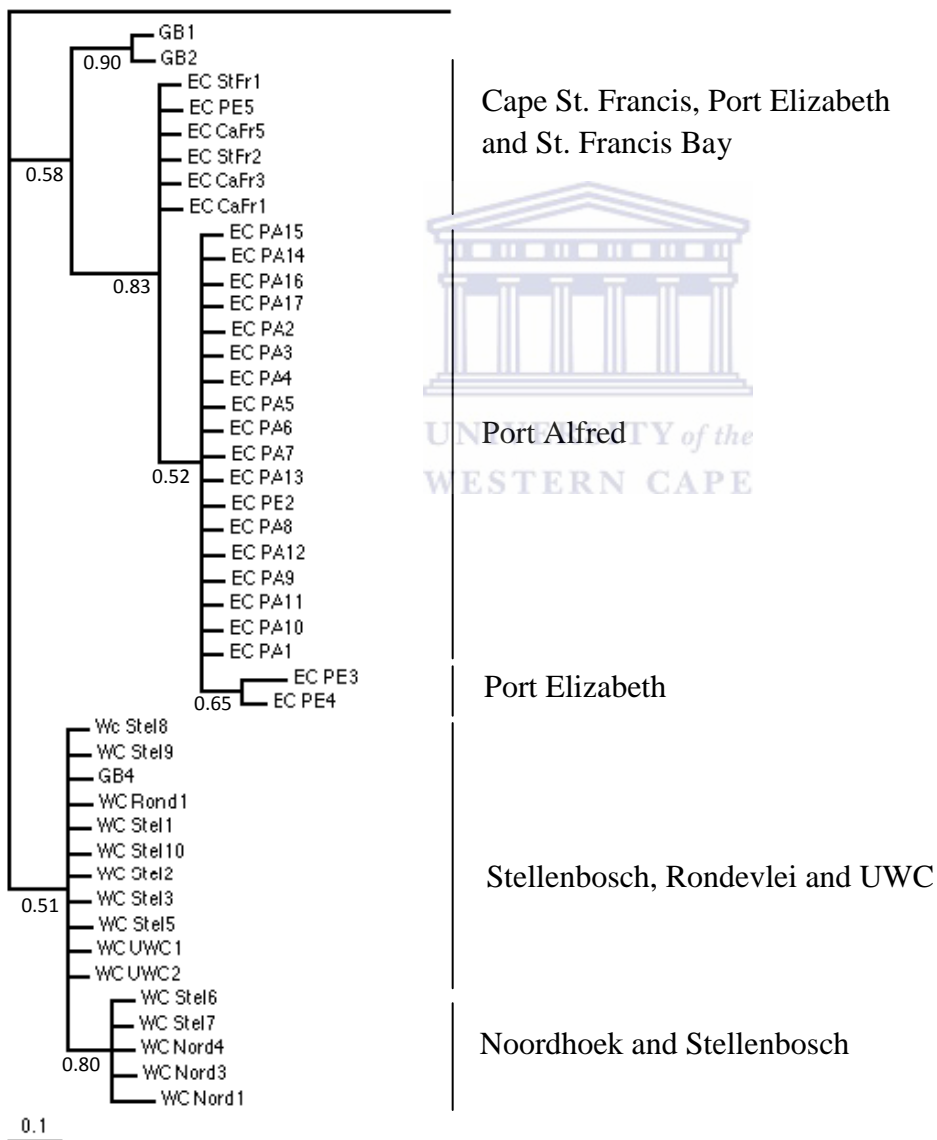 GB1
0.90
GB2
EC StFr1
EC PE5
EC CaFr5
EC StFr2
0.58
EC CaFr3
EC CaFr1
Cape St. Francis, Port Elizabeth
and St. Francis Bay
EC PA15
EC PA14
0.83
EC PA16
EC PA17
EC PA2
EC PA3
EC PA4
EC PA5
EC PA6
EC PA7
0.52
EC PA13
EC PE2
EC PA8
EC PA12
EC PA9
EC PA11
EC PA10
EC PA1
UNIVERSITY of the
WESTERN CAPE
Port Alfred
EC PE3
0.65
EC PE4
Port Elizabeth
Wc Stel8
WC Stel9
GB4
WC Rond1
WC Stel1
WC Stel10
WC Stel2
0.51
WC Stel3
WC Stel5
WC UWC1
WC UWC2
Stellenbosch, Rondevlei and UWC
WC Stel6
WC Stel7
0.80
WC Nord4
WC Nord3
WC Nord1
Noordhoek and Stellenbosch
0.1